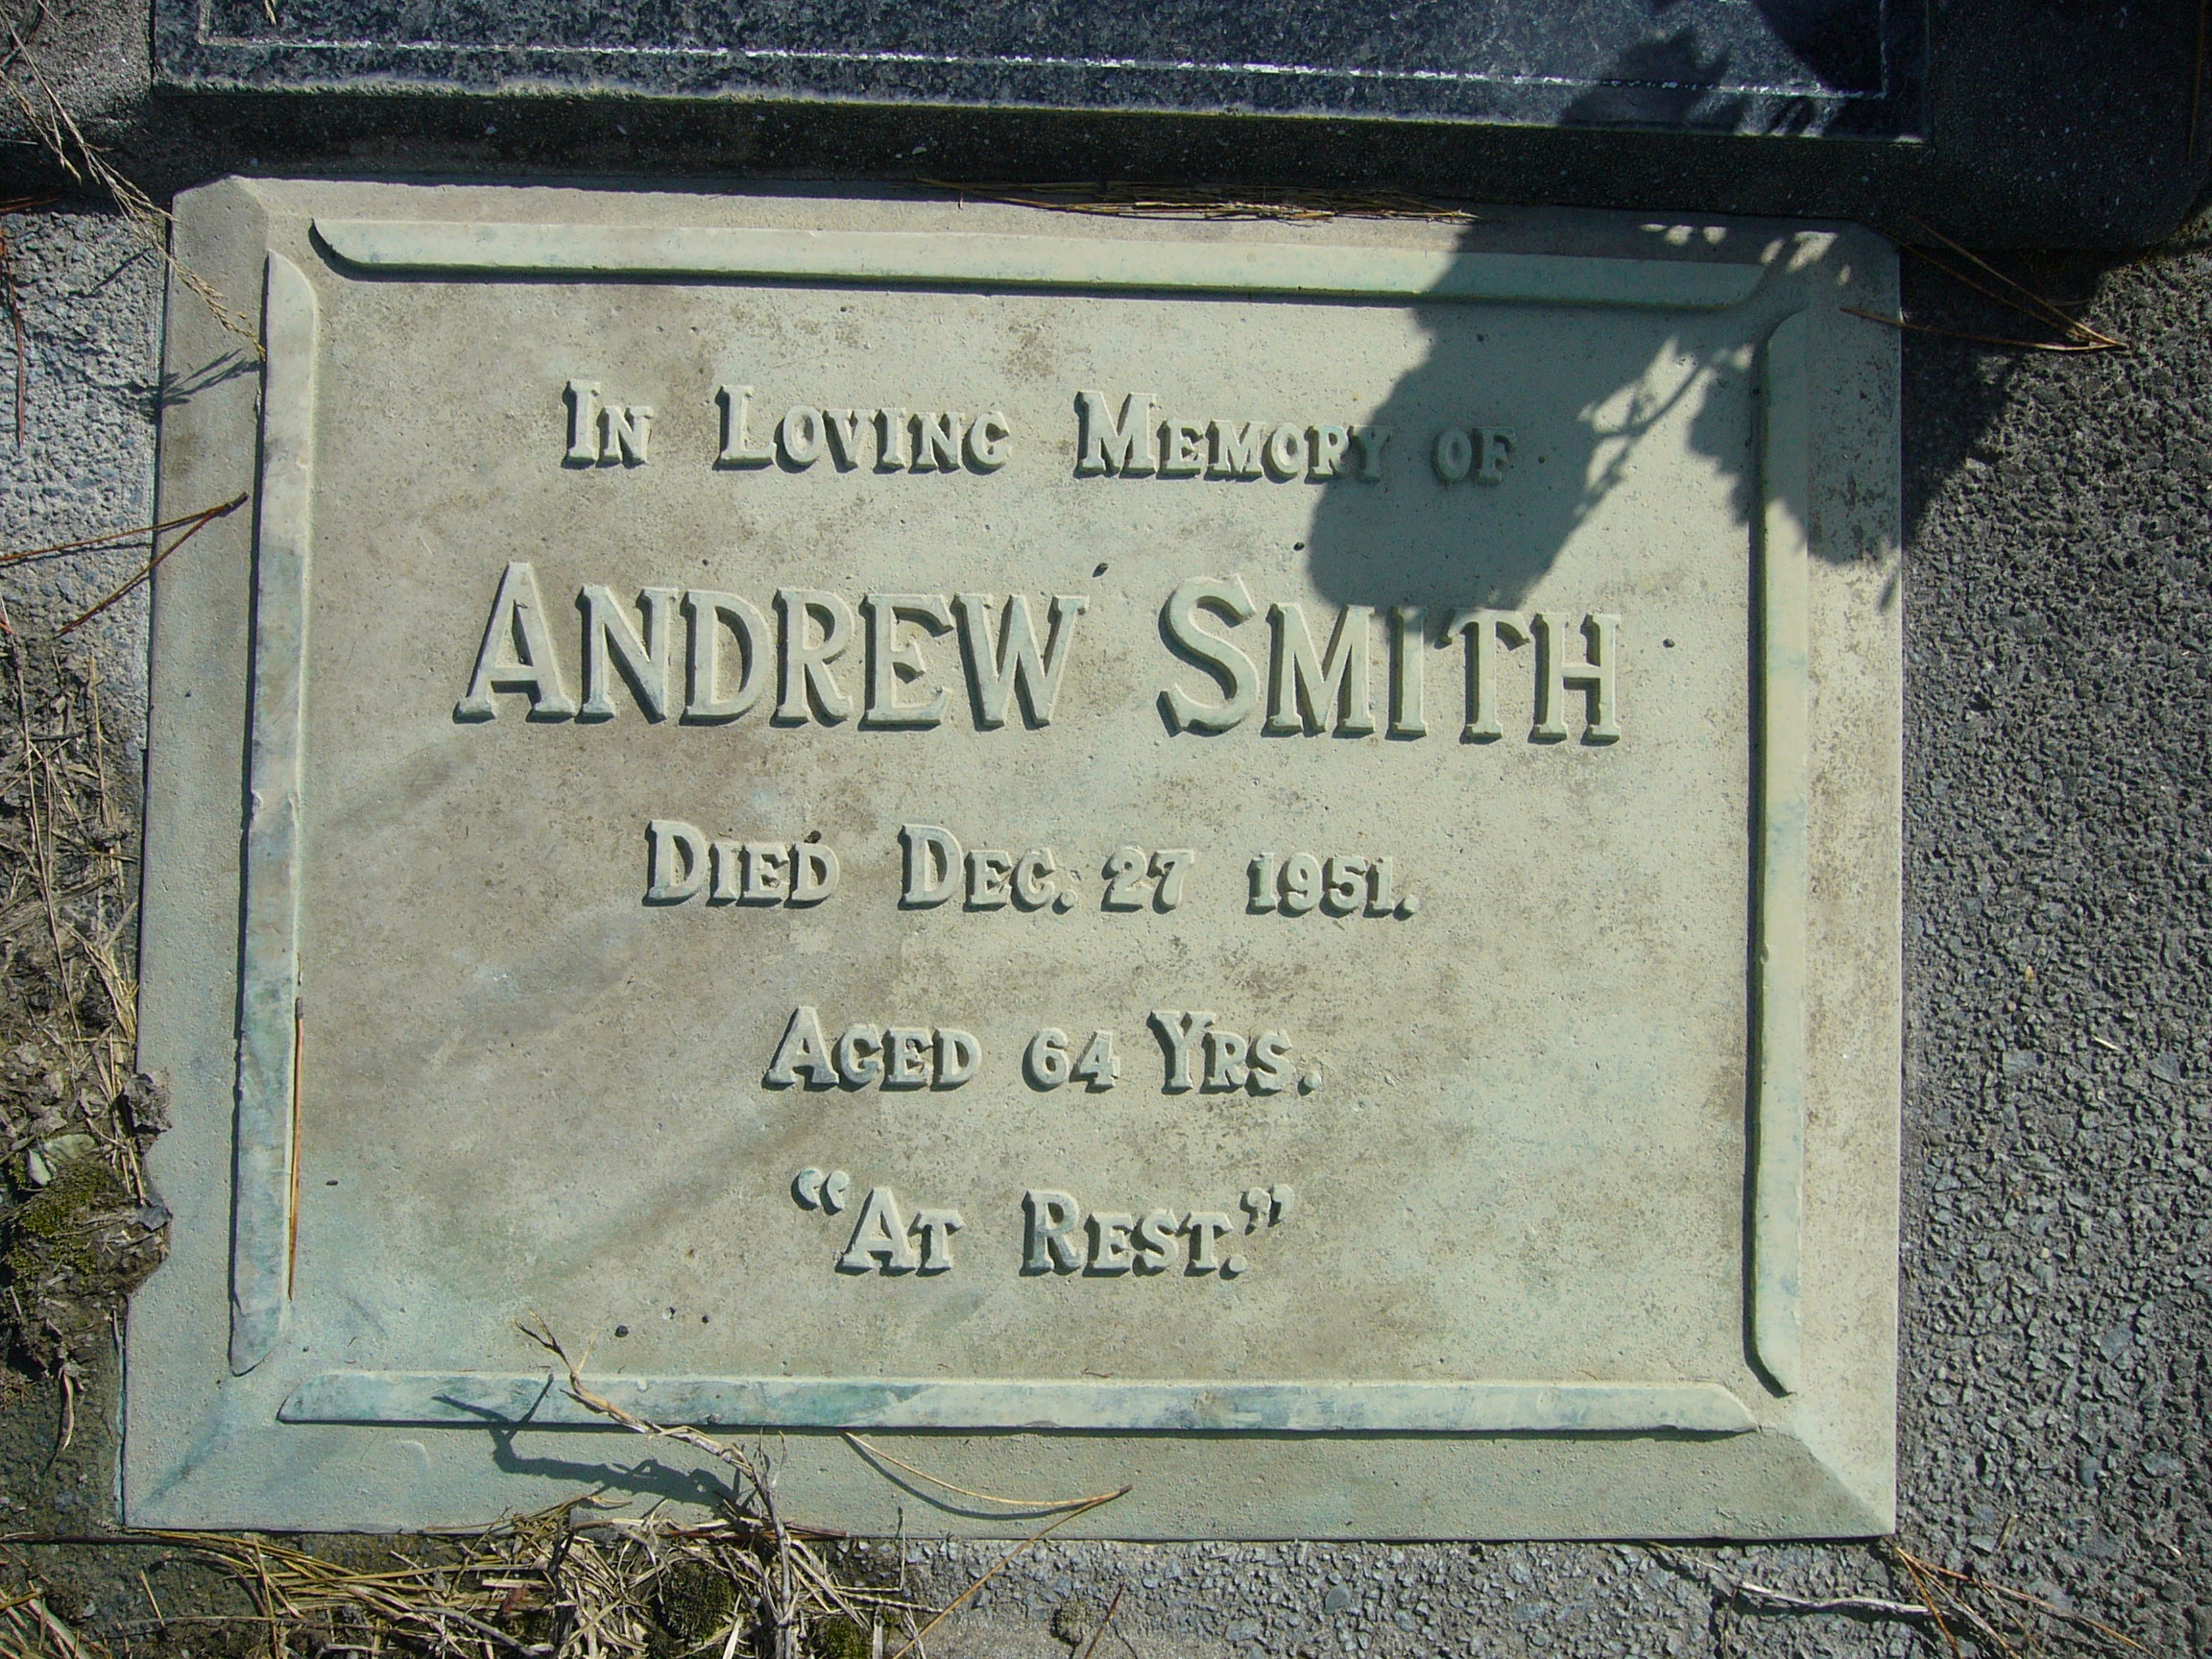 In Loving Memory of
Andrew Smith
Died Dec. 27 1951.
Aged 64 Yrs.
“At Rest.”